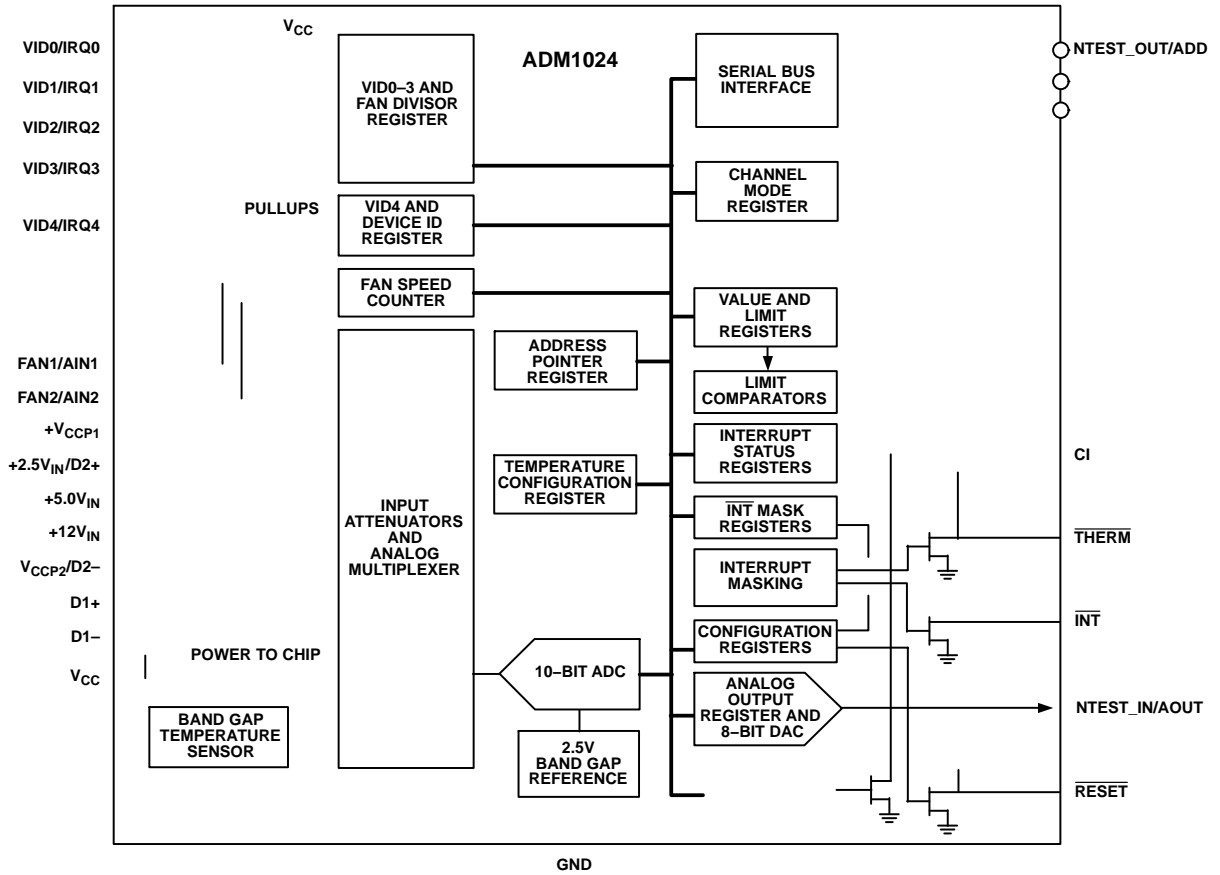 VID0/IRQ0
VID1/IRQ1
VID2/IRQ2
VID3/IRQ3
VID4/IRQ4
FAN1/AIN1
FAN2/AIN2
+VCCP1
+2.5VIN/D2+
+5.0VIN
+12VIN
VCCP2/D2–
D1+
D1–
VCC
VCC
PULLUPS
POWER TO CHIP
BAND GAP
TEMPERATURE
SENSOR
VID0–3 AND
FAN DIVISOR
REGISTER
VID4 AND
DEVICE ID
REGISTER
FAN SPEED
COUNTER
INPUT
ATTENUATORS
AND
ANALOG
MULTIPLEXER
ADM1024
ADDRESS
POINTER
REGISTER
TEMPERATURE
CONFIGURATION
REGISTER
10–BIT ADC
2.5V
BAND GAP
REFERENCE
SERIAL BUS
INTERFACE
CHANNEL
MODE
REGISTER
VALUE AND
LIMIT
REGISTERS
LIMIT
COMPARATORS
INTERRUPT
STATUS
REGISTERS
INT MASK
REGISTERS
INTERRUPT
MASKING
CONFIGURATION
REGISTERS
ANALOG
OUTPUT
REGISTER AND
8–BIT DAC
NTEST_OUT/ADD
CI
THERM
INT
NTEST_IN/AOUT
RESET
GND